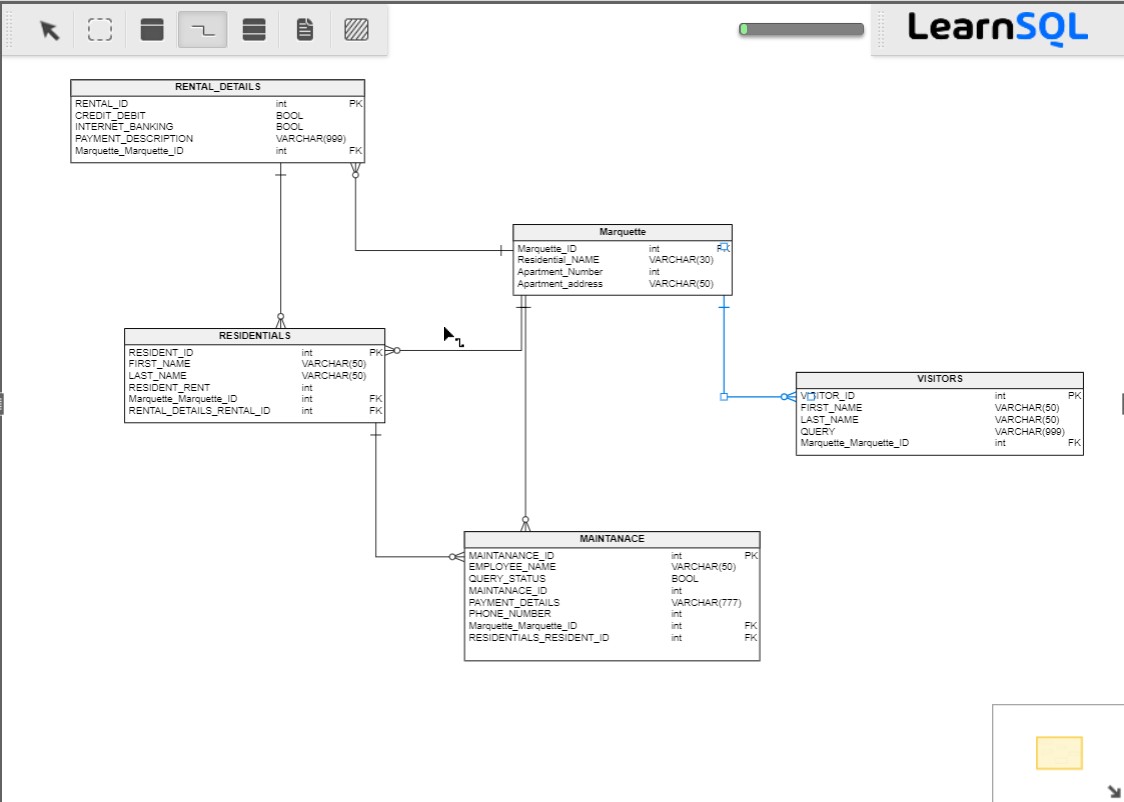 LearnSQL
RENTAL_DETAILS
RENTAL_ID int PK
CREDIT_DEBIT BOOL
INTERNET_BANKING BOOL
PAYMENT_DESCRIPTION VARCHAR(999)
Marquette_Marquette_ID int FK
Marquette
Marquette_ID int PK
Residential_NAME VARCHAR(30)
Apartment_Number int
Apartment_address VARCHAR(50)
RESIDENTIALS
RESIDENT_ID int PK
FIRST_NAME VARCHAR(50)
LAST_NAME VARCHAR(50)
RESIDENT_RENT int
Marquette_Marquette_ID int FK
RENTAL_DETAILS_RENTAL_ID int FK
VISITORS
VISITOR_ID int PK
FIRST_NAME VARCHAR(50)
LAST_NAME VARCHAR(50)
QUERY VARCHAR(999)
Marquette_Marquette_ID int FK
MAINTANACE
MAINTANANCE_ID int PK
EMPLOYEE_NAME VARCHAR(50)
QUERY_STATUS BOOL
MAINTANACE_ID int
PAYMENT_DETAILS VARCHAR(777)
PHONE_NUMBER int
Marquette_Marquette_ID int FK
RESIDENTIALS_RESIDENT_ID int FK